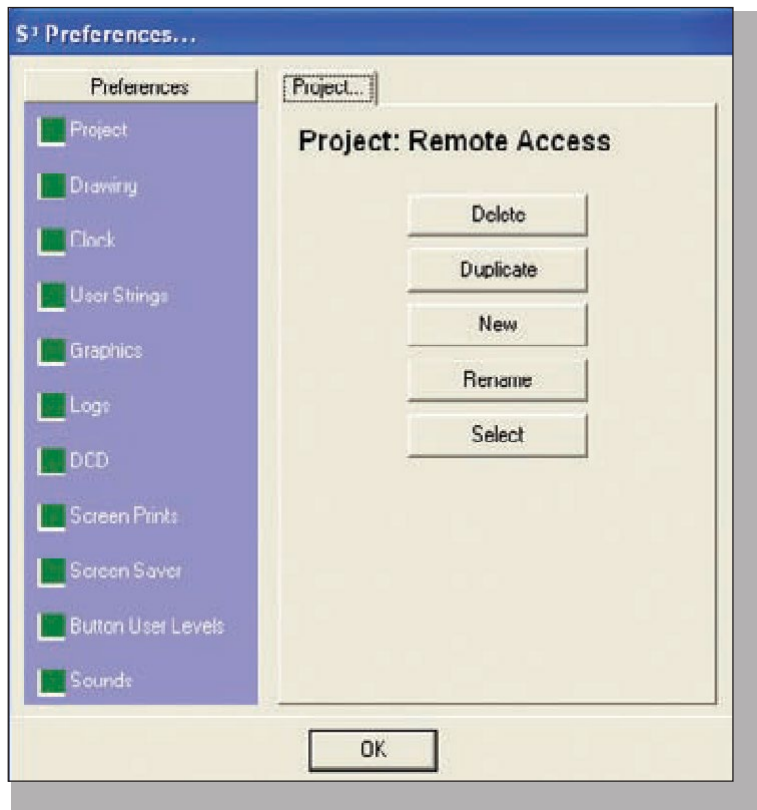 S³ Preferences...
Preferences
Project
Drawing
Clock
User Strings
Graphics
Logs
DCD
Screen Prints
Screen Saver
Button User Levels
Sounds
Project...
Project: Remote Access
Delete
Duplicate
New
Rename
Select
OK